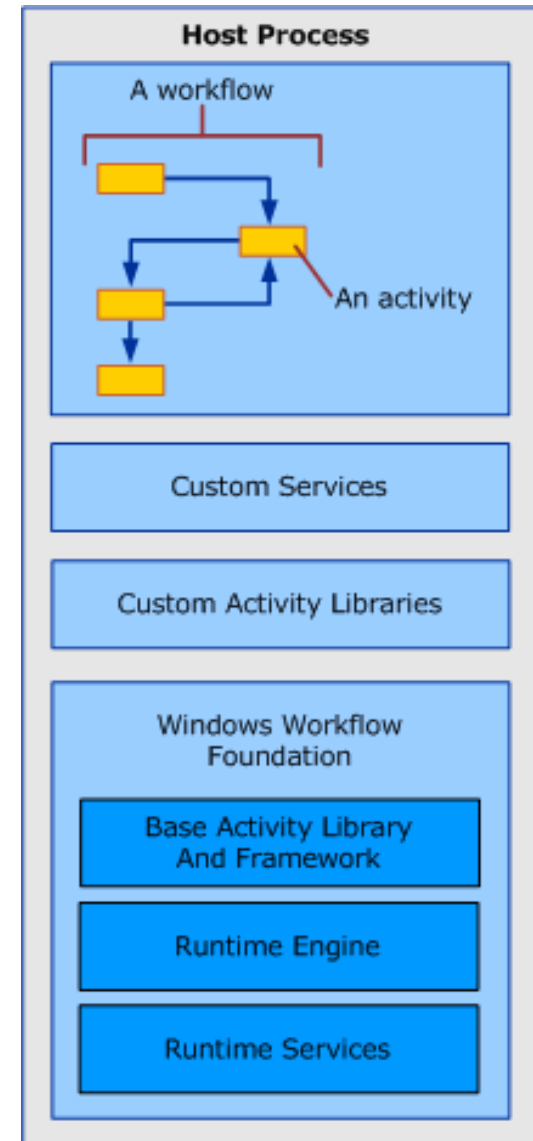 Host Process
A workflow
An activity
Custom Services
Custom Activity Libraries
Windows Workflow
Foundation
Base Activity Library
And Framework
Runtime Engine
Runtime Services